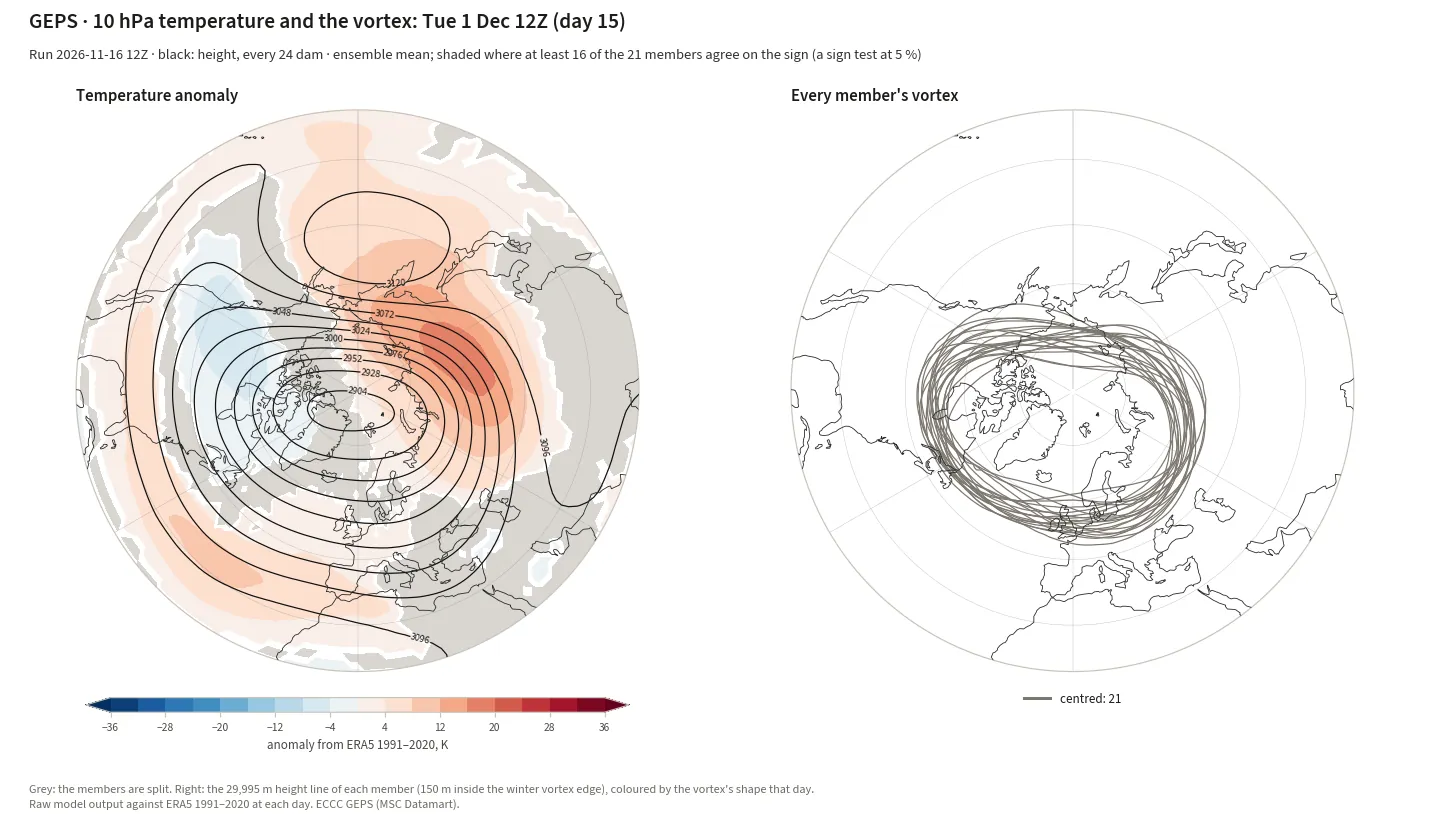 GEPS · 10 hPa temperature and the vortex: Tue 1 Dec 12Z (day 15)
Run 2026-11-16 12Z · black: height, every 24 dam · ensemble mean; shaded where at least 16 of the 21 members agree on the sign (a sign test at 5 %)
Temperature anomaly
Every member's vortex
3120
3048
3072
3024
3000
2976
2952
2928
2904
3096
3096
−36
−28
−20
−12
−4
4
12
20
28
36
anomaly from ERA5 1991–2020, K
centred: 21
Grey: the members are split. Right: the 29,995 m height line of each member (150 m inside the winter vortex edge), coloured by the vortex's shape that day.
Raw model output against ERA5 1991–2020 at each day. ECCC GEPS (MSC Datamart).